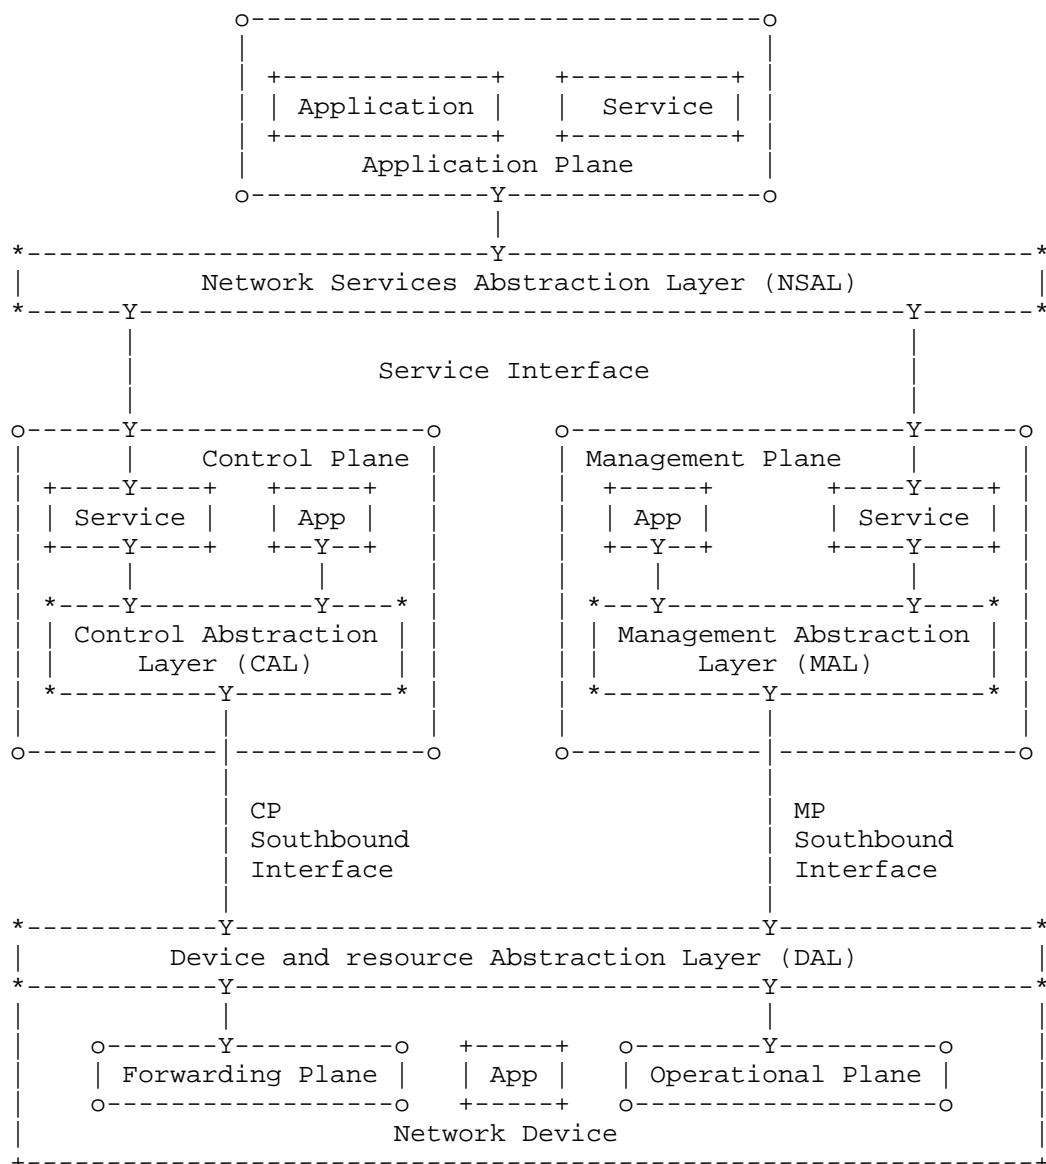 Application Service
Application Plane
Network Services Abstraction Layer (NSAL)
Service Interface
Control Plane Management Plane
Service App App Service
Control Abstraction Management Abstraction
Layer (CAL) Layer (MAL)
CP MP
Southbound Southbound
Interface Interface
Device and resource Abstraction Layer (DAL)
Forwarding Plane App Operational Plane
Network Device